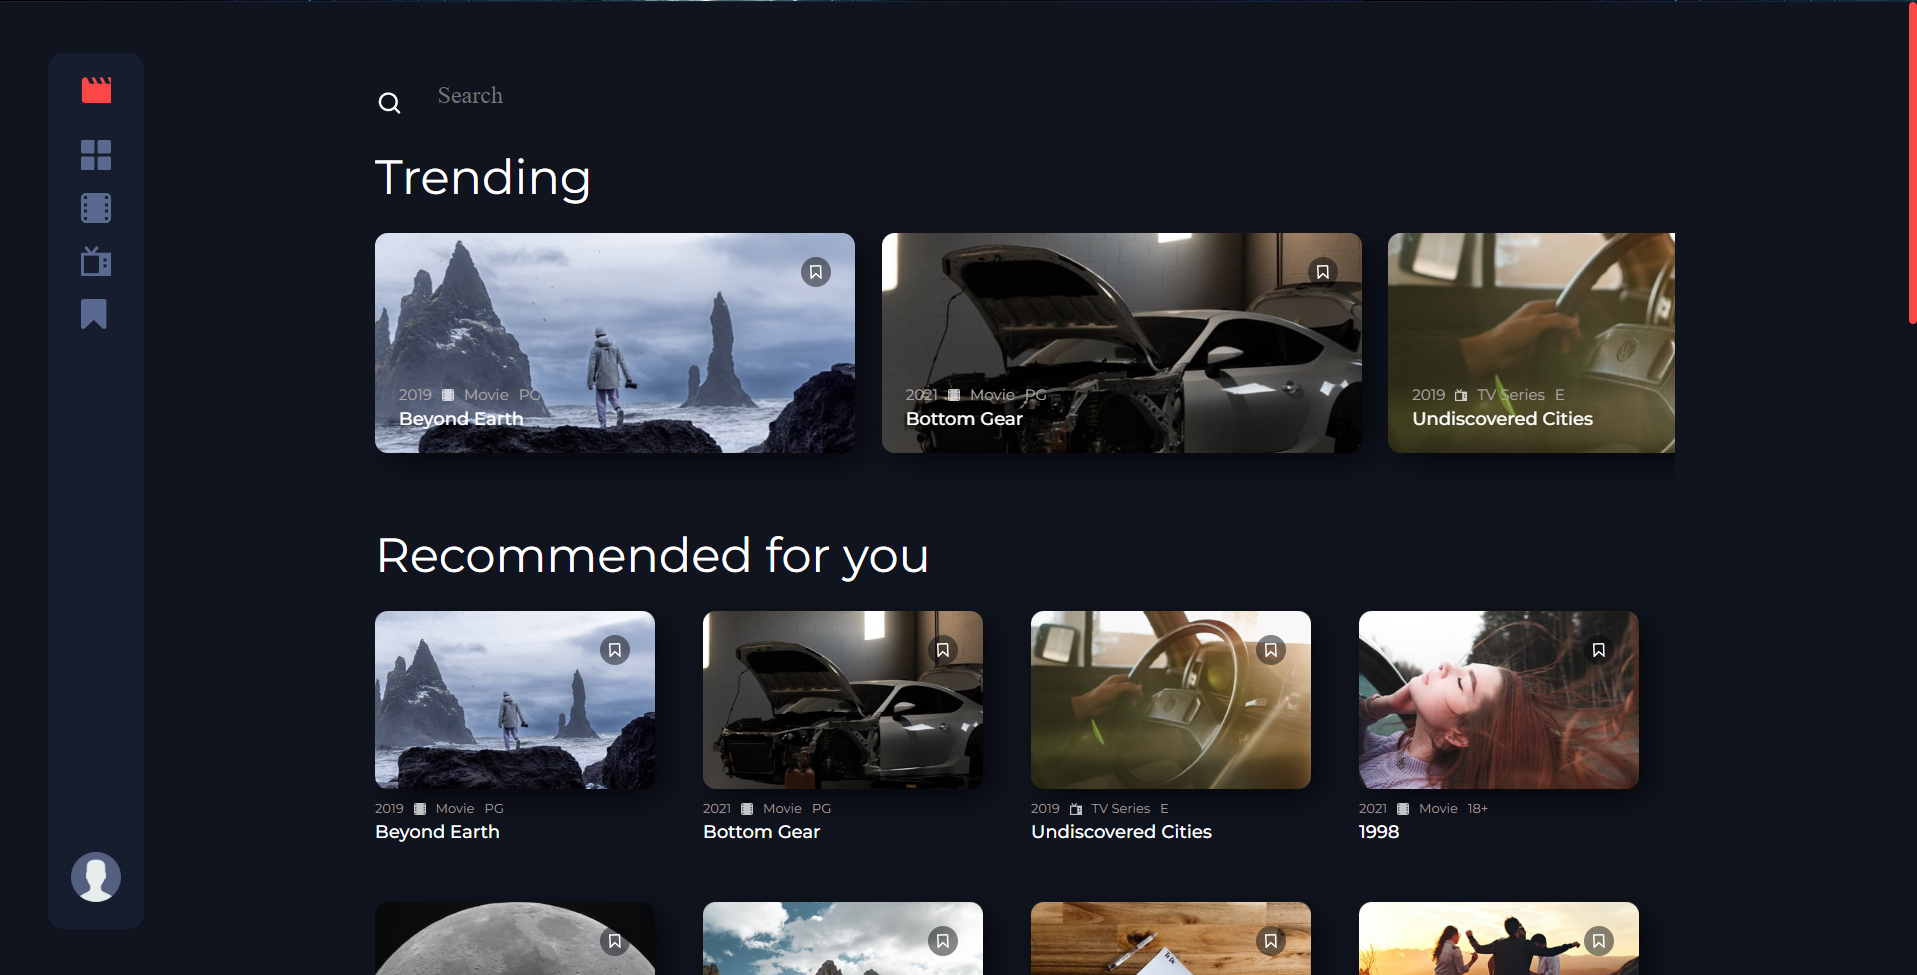 Search
Trending
2019 Movie PG
Beyond Earth
2021 Movie PG
Bottom Gear
2019 TV Series E
Undiscovered Cities
Recommended for you
2019 Movie PG
Beyond Earth
2021 Movie PG
Bottom Gear
2019 TV Series E
Undiscovered Cities
2021 Movie 18+
1998
To Do